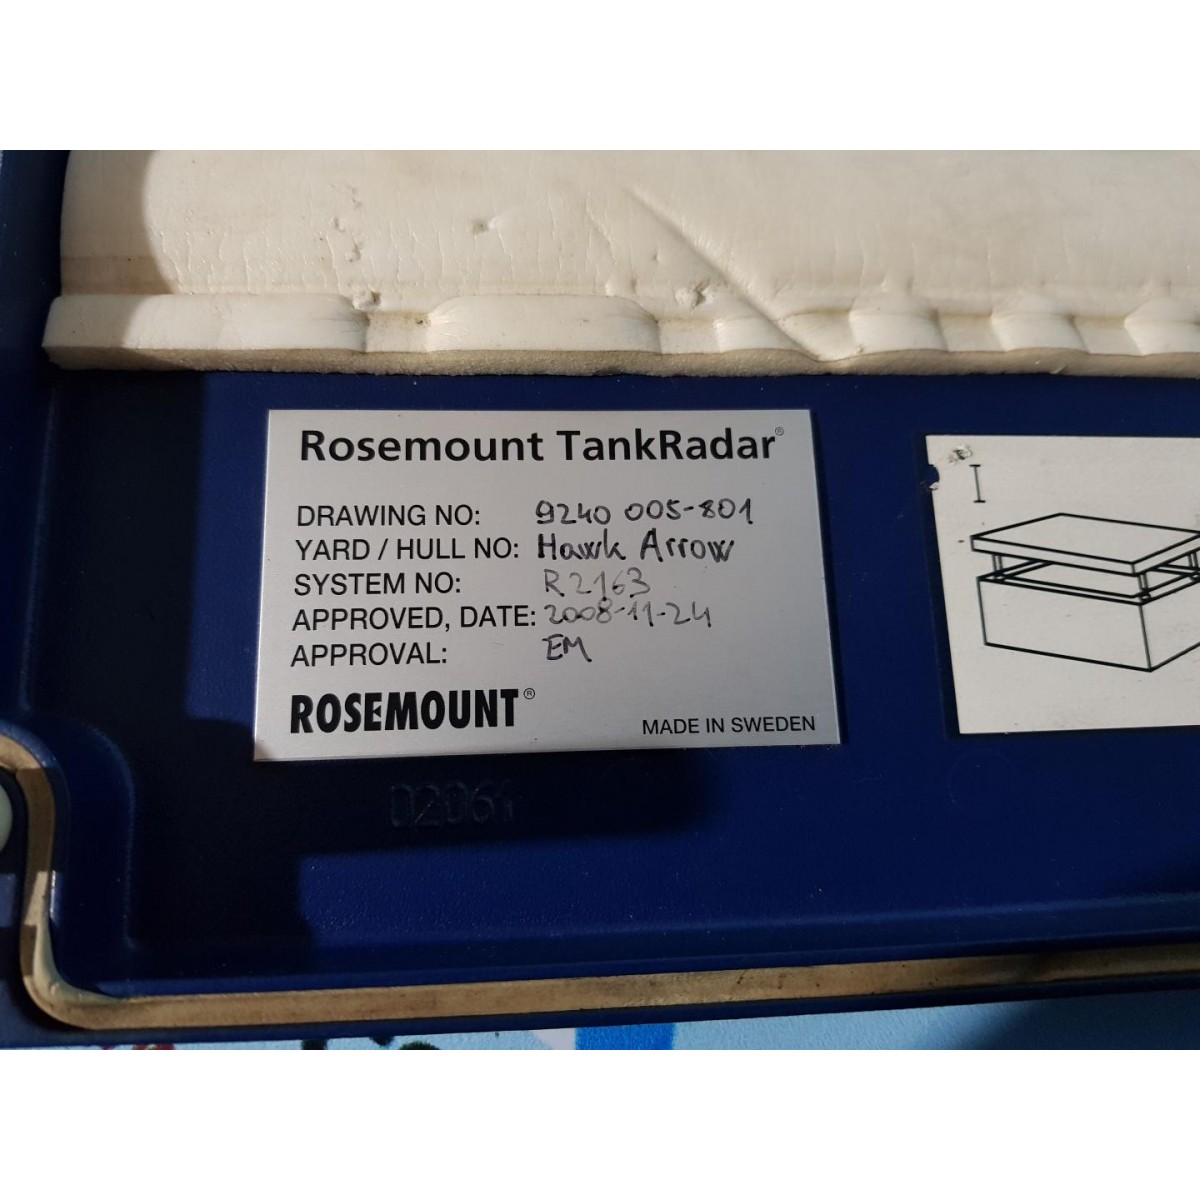 Rosemount TankRadar®
DRAWING NO: 9240 005-801
YARD / HULL NO: Hawk Arrow
SYSTEM NO: R2163
APPROVED, DATE: 2008-11-24
APPROVAL: EM
ROSEMOUNT®
MADE IN SWEDEN
I